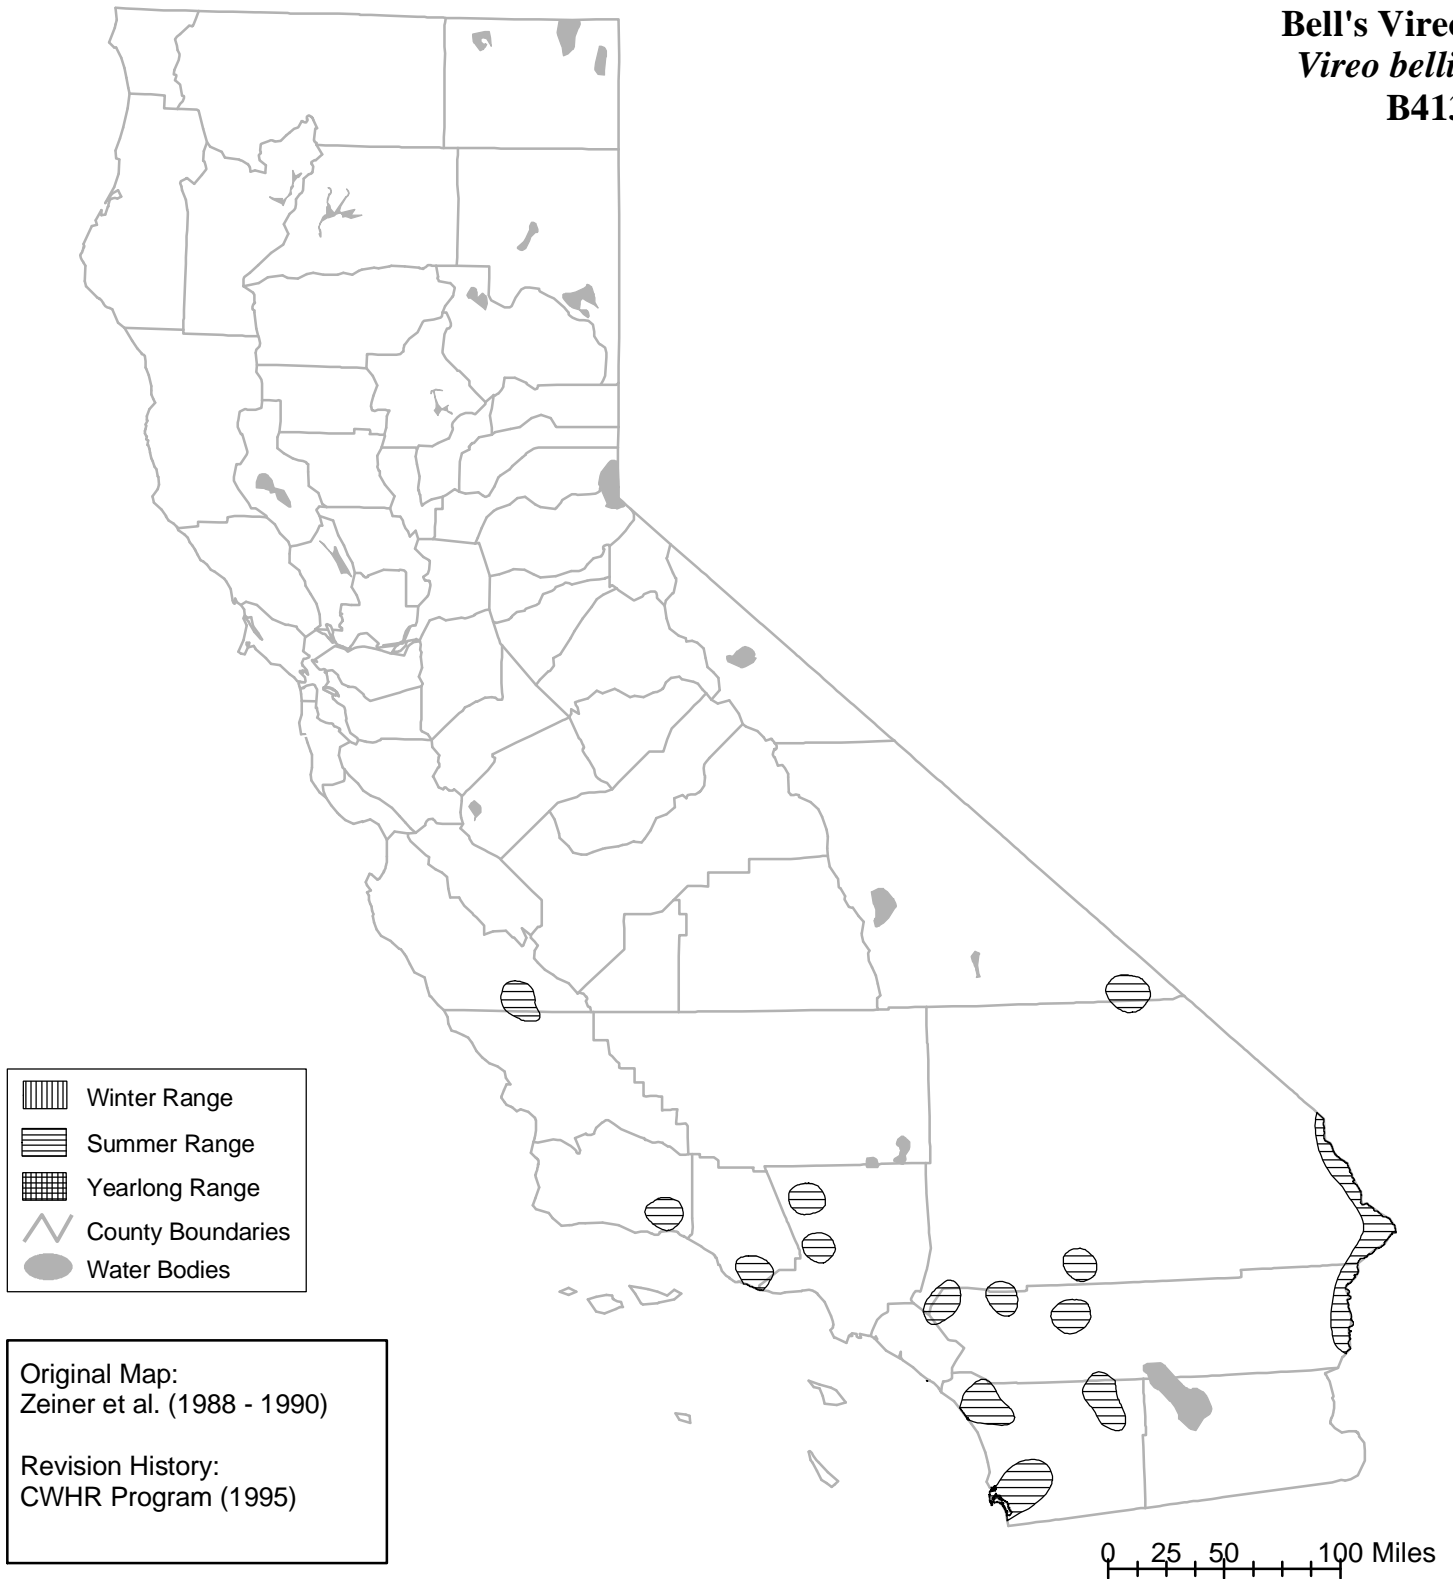 Bell's Vireo
Vireo belli
B413
Winter Range
Summer Range
Yearlong Range
County Boundaries
Water Bodies
Original Map:
Zeiner et al. (1988 - 1990)
Revision History:
CWHR Program (1995)
0 25 50 100 Miles